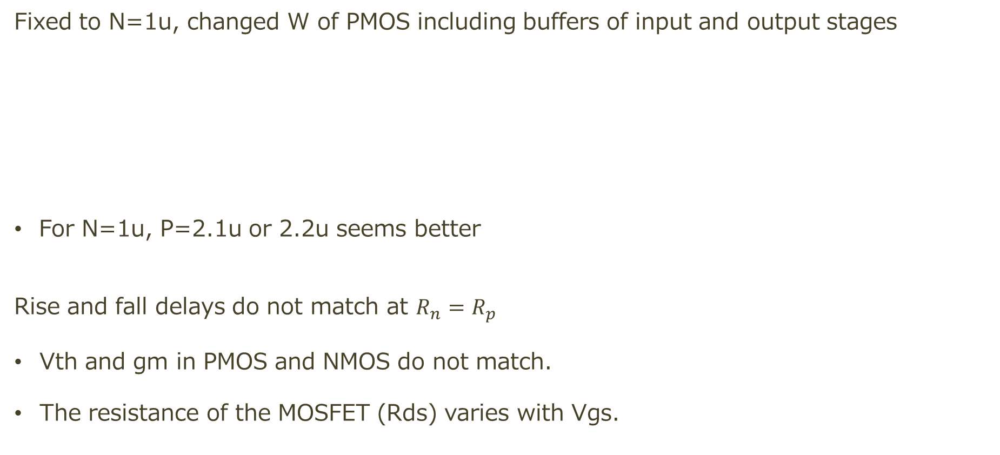 Fixed to N=1u, changed W of PMOS including buffers of input and output stages
• For N=1u, P=2.1u or 2.2u seems better
Rise and fall delays do not match at $R_n = R_p$
• Vth and gm in PMOS and NMOS do not match.
• The resistance of the MOSFET (Rds) varies with Vgs.